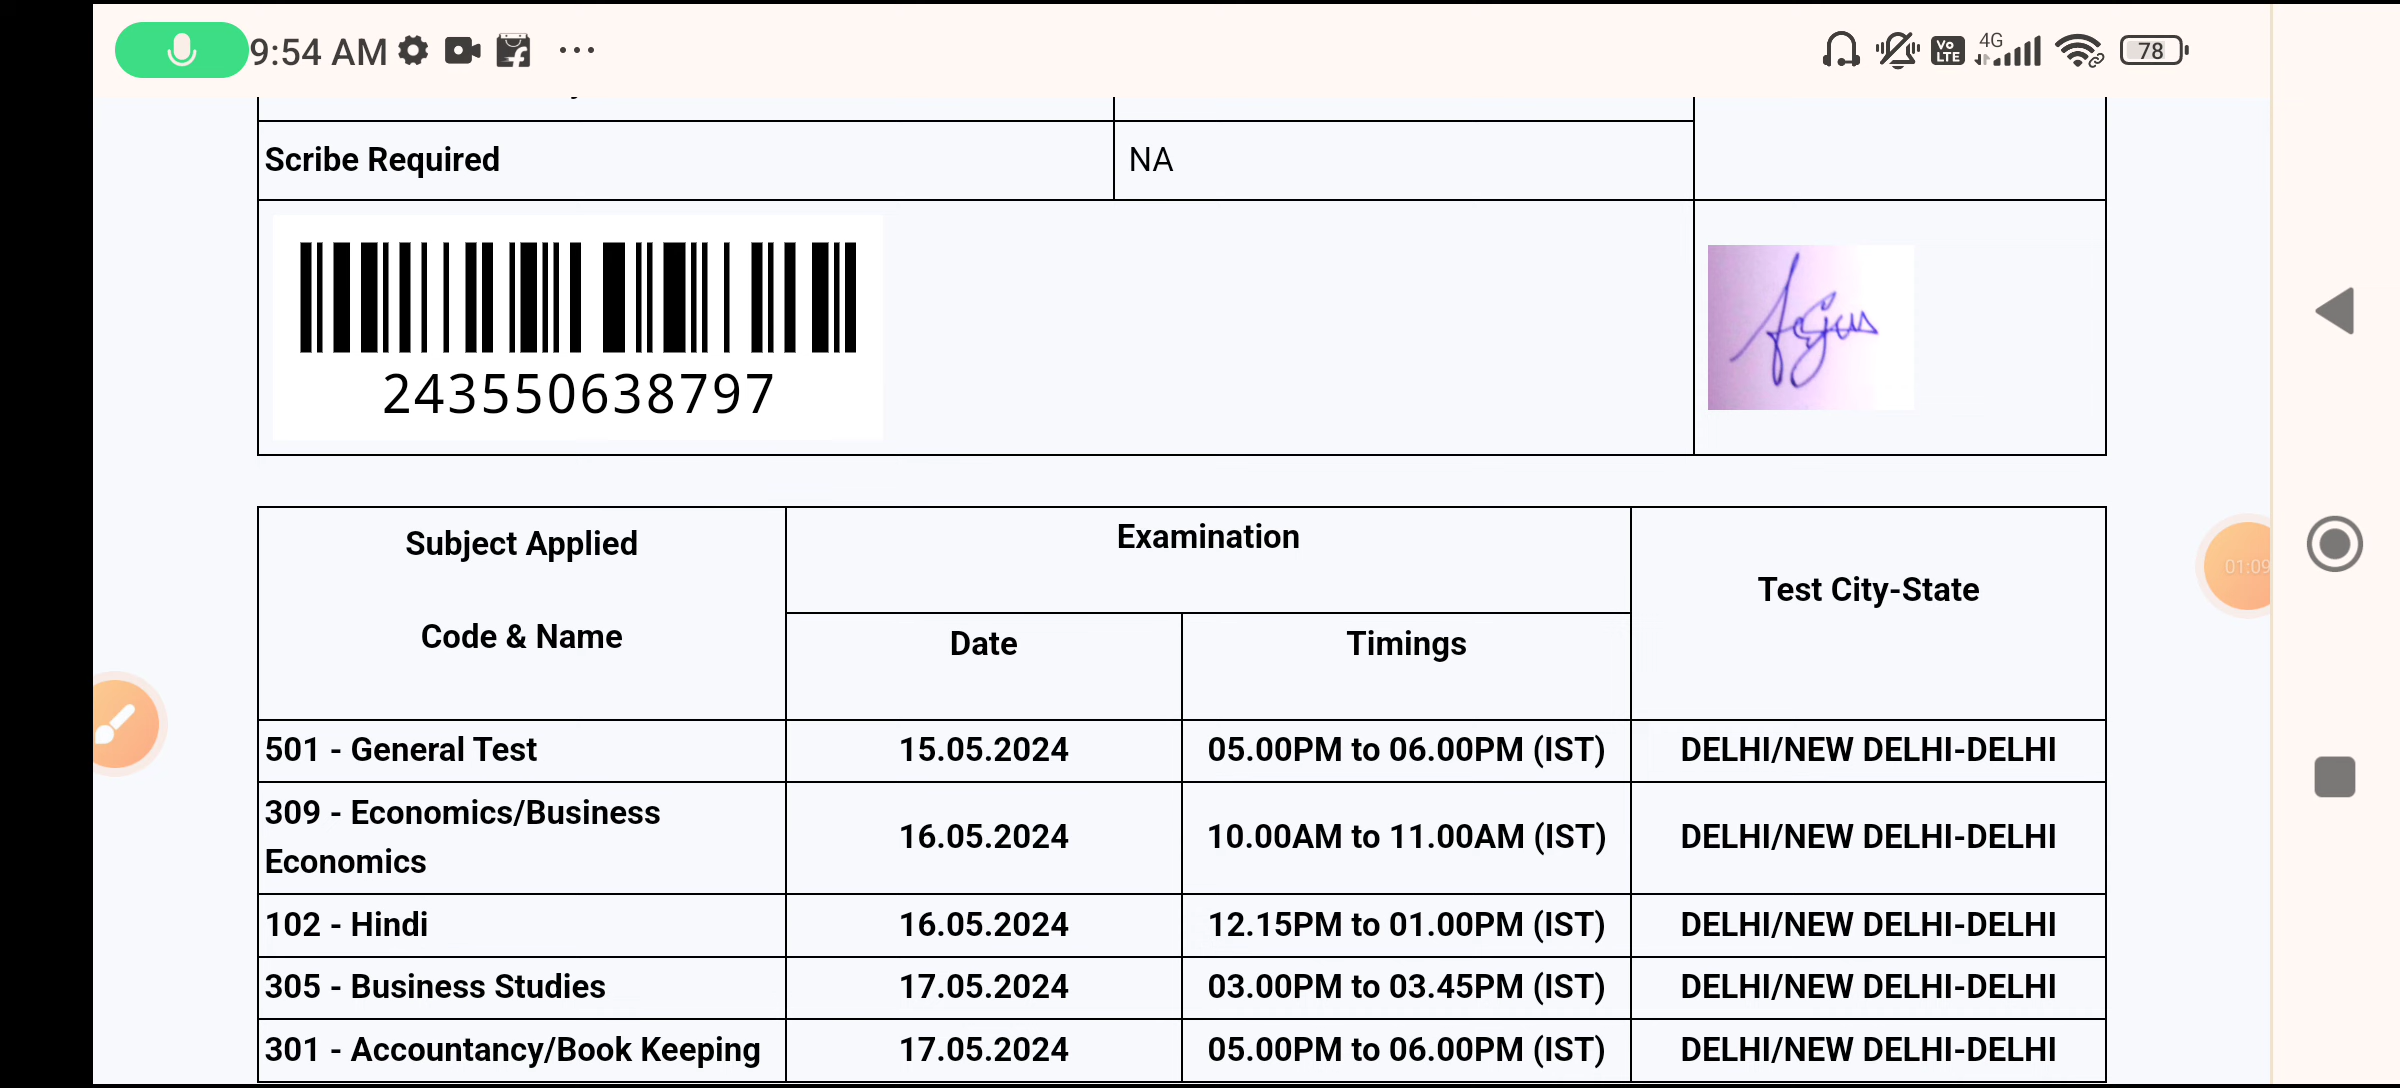 9:54 AM
Vo LTE
4G
78
Scribe Required NA
243550638797
Subject Applied
Code & Name
Examination
Test City-State
Date Timings
501 - General Test 15.05.2024 05.00PM to 06.00PM (IST) DELHI/NEW DELHI-DELHI
309 - Economics/Business
Economics 16.05.2024 10.00AM to 11.00AM (IST) DELHI/NEW DELHI-DELHI
102 - Hindi 16.05.2024 12.15PM to 01.00PM (IST) DELHI/NEW DELHI-DELHI
305 - Business Studies 17.05.2024 03.00PM to 03.45PM (IST) DELHI/NEW DELHI-DELHI
301 - Accountancy/Book Keeping 17.05.2024 05.00PM to 06.00PM (IST) DELHI/NEW DELHI-DELHI
01:09